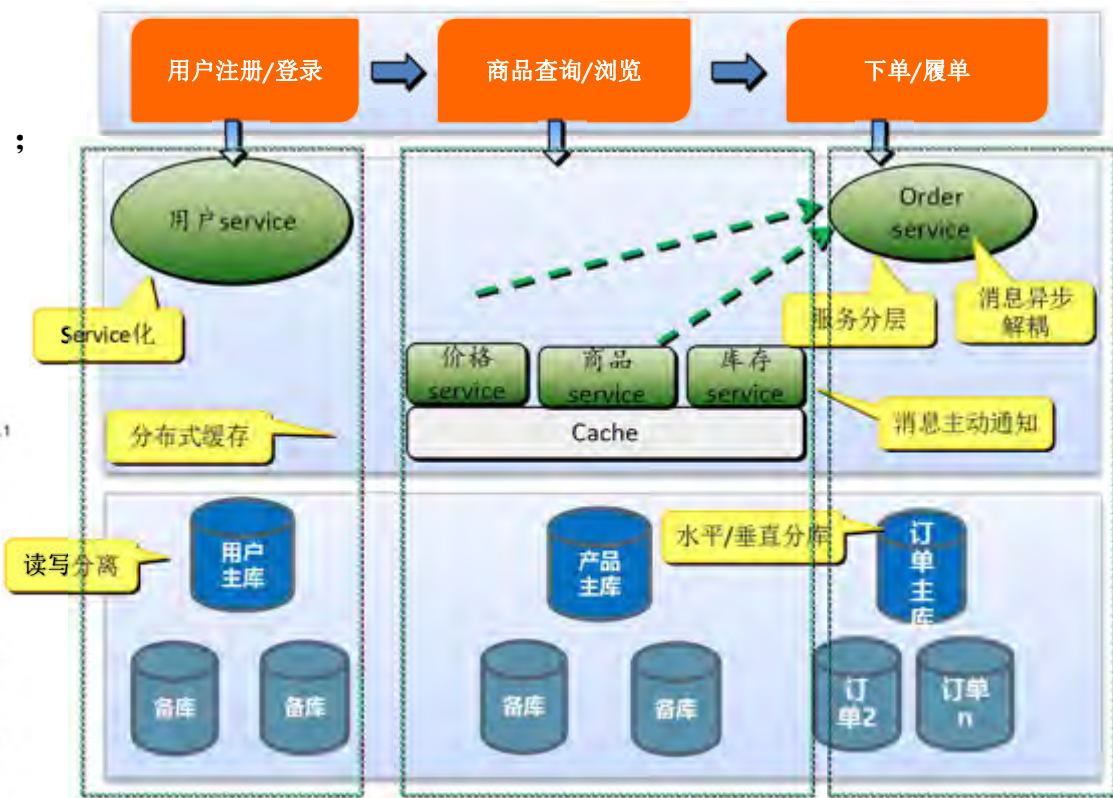 用户注册/登录
商品查询/浏览
下单/履单
；
用户service
Order
service
Service化
服务分层
消息异步
解耦
价格
service
商品
service
库存
service
Cache
分布式缓存
消息主动通知
读写分离
用户
主库
产品
主库
水平/垂直分库
订
单
主
库
备库
备库
备库
备库
订
单2
订单
n